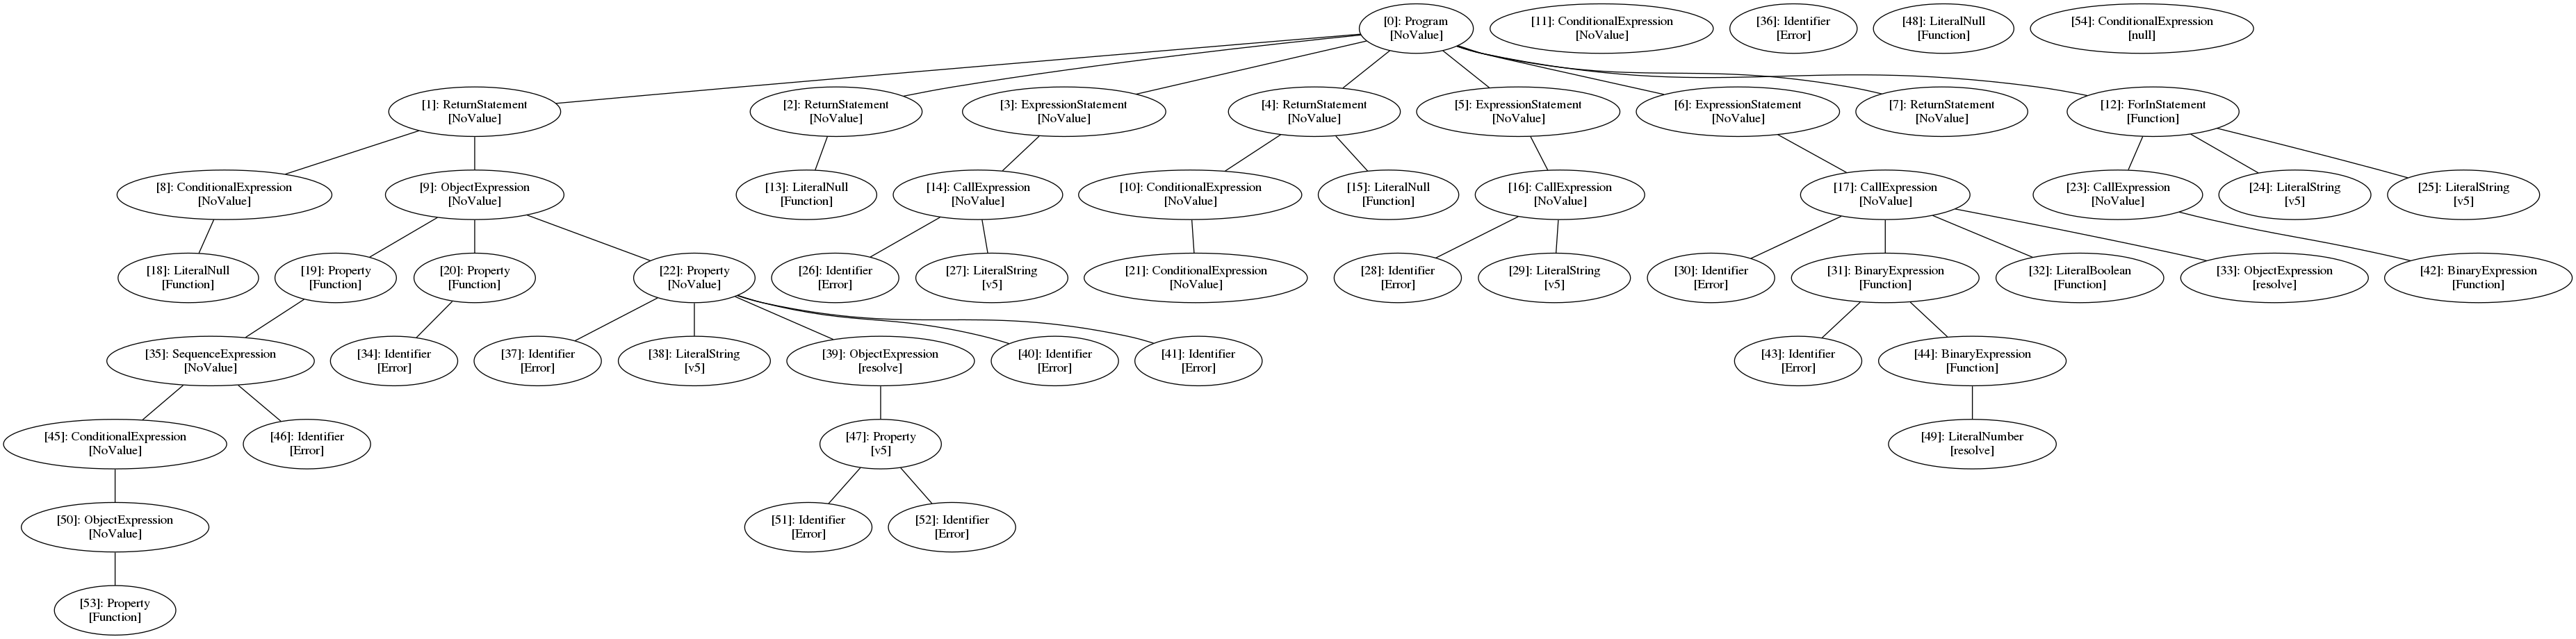 [0]: Program
[NoValue]
[11]: ConditionalExpression
[NoValue]
[36]: Identifier
[Error]
[48]: LiteralNull
[Function]
[54]: ConditionalExpression
[null]
[1]: ReturnStatement
[NoValue]
[2]: ReturnStatement
[NoValue]
[3]: ExpressionStatement
[NoValue]
[4]: ReturnStatement
[NoValue]
[5]: ExpressionStatement
[NoValue]
[6]: ExpressionStatement
[NoValue]
[7]: ReturnStatement
[NoValue]
[12]: ForInStatement
[Function]
[8]: ConditionalExpression
[NoValue]
[9]: ObjectExpression
[NoValue]
[13]: LiteralNull
[Function]
[14]: CallExpression
[NoValue]
[10]: ConditionalExpression
[NoValue]
[15]: LiteralNull
[Function]
[16]: CallExpression
[NoValue]
[17]: CallExpression
[NoValue]
[23]: CallExpression
[NoValue]
[24]: LiteralString
[v5]
[25]: LiteralString
[v5]
[18]: LiteralNull
[Function]
[19]: Property
[Function]
[20]: Property
[Function]
[22]: Property
[NoValue]
[26]: Identifier
[Error]
[27]: LiteralString
[v5]
[21]: ConditionalExpression
[NoValue]
[28]: Identifier
[Error]
[29]: LiteralString
[v5]
[30]: Identifier
[Error]
[31]: BinaryExpression
[Function]
[32]: LiteralBoolean
[Function]
[33]: ObjectExpression
[resolve]
[42]: BinaryExpression
[Function]
[35]: SequenceExpression
[NoValue]
[34]: Identifier
[Error]
[37]: Identifier
[Error]
[38]: LiteralString
[v5]
[39]: ObjectExpression
[resolve]
[40]: Identifier
[Error]
[41]: Identifier
[Error]
[43]: Identifier
[Error]
[44]: BinaryExpression
[Function]
[45]: ConditionalExpression
[NoValue]
[46]: Identifier
[Error]
[47]: Property
[v5]
[49]: LiteralNumber
[resolve]
[50]: ObjectExpression
[NoValue]
[51]: Identifier
[Error]
[52]: Identifier
[Error]
[53]: Property
[Function]